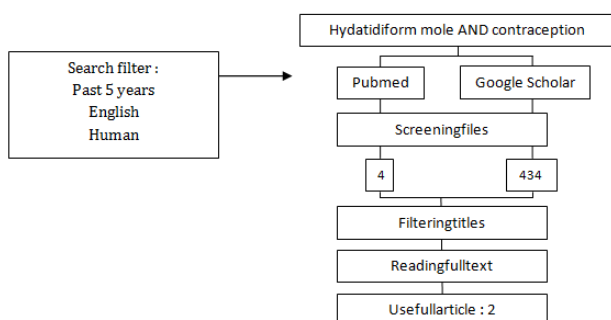 Hydatidiform mole AND contraception
Search filter :
Past 5 years
English
Human
Pubmed
Google Scholar
Screeningfiles
4
434
Filteringtitles
Readingfulltext
Usefullarticle : 2